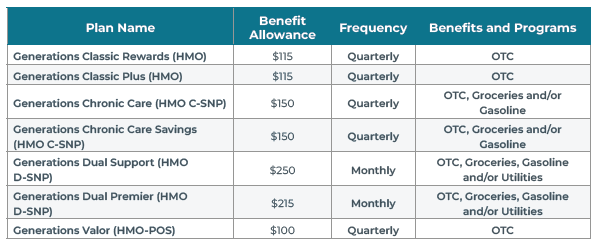 Plan Name
Benefit
Allowance
Frequency
Benefits and Programs
Generations Classic Rewards (HMO)
$115
Quarterly
OTC
Generations Classic Plus (HMO)
$115
Quarterly
OTC
Generations Chronic Care (HMO C-SNP)
$150
Quarterly
OTC, Groceries and/or
Gasoline
Generations Chronic Care Savings
(HMO C-SNP)
$150
Quarterly
OTC, Groceries and/or
Gasoline
Generations Dual Support (HMO
D-SNP)
$250
Monthly
OTC, Groceries, Gasoline
and/or Utilities
Generations Dual Premier (HMO
D-SNP)
$215
Monthly
OTC, Groceries, Gasoline
and/or Utilities
Generations Valor (HMO-POS)
$100
Quarterly
OTC